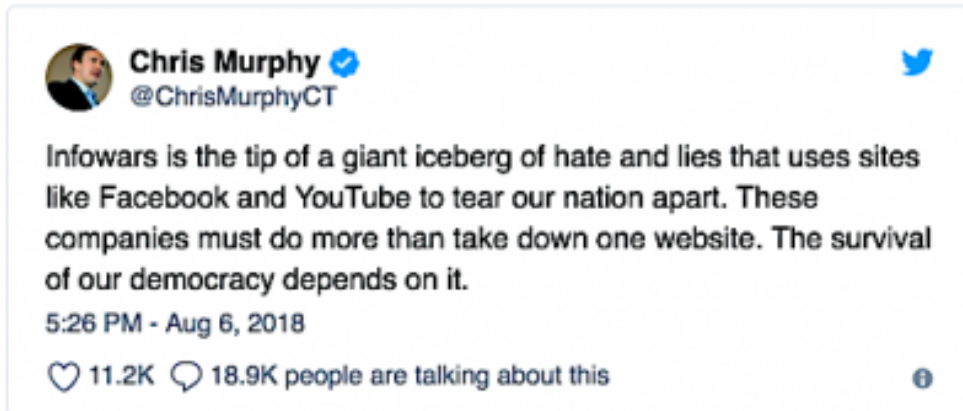 Chris Murphy
@ChrisMurphyCT
Infowars is the tip of a giant iceberg of hate and lies that uses sites
like Facebook and YouTube to tear our nation apart. These
companies must do more than take down one website. The survival
of our democracy depends on it.
5:26 PM - Aug 6, 2018
11.2K 18.9K people are talking about this